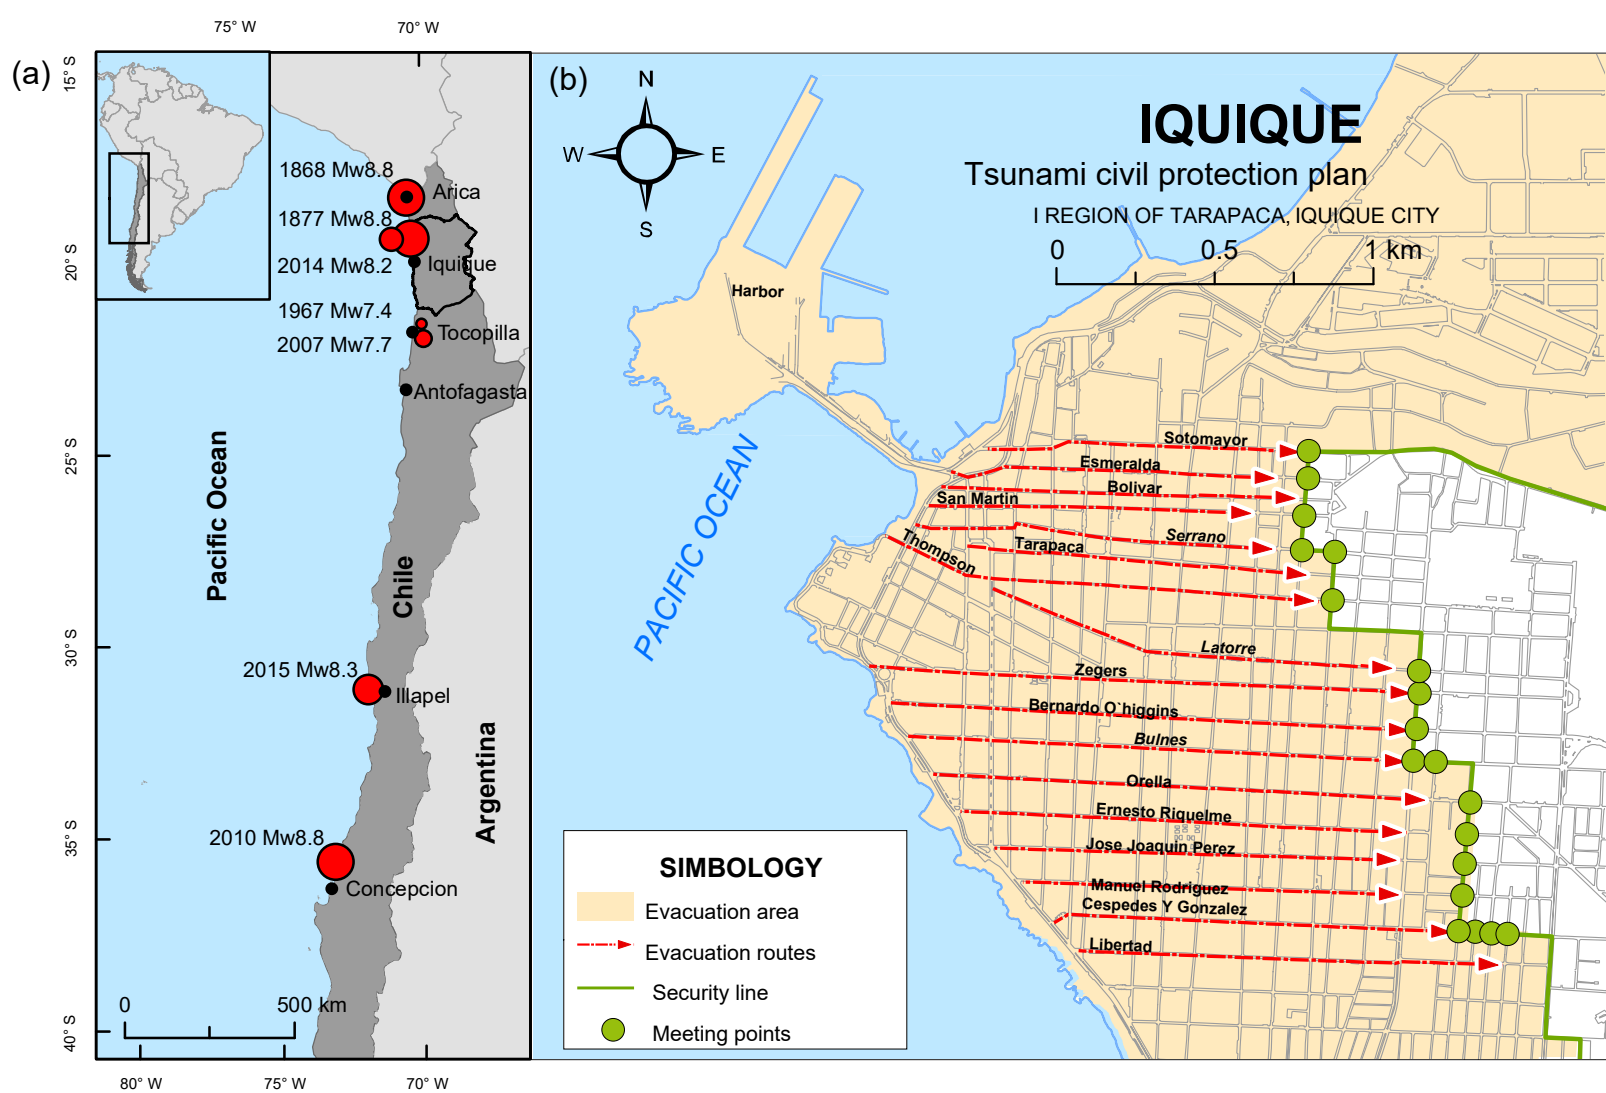 75° W
70° W
(a)
15° S
20° S
25° S
30° S
35° S
40° S
1868 Mw8.8
Arica
1877 Mw8.8
2014 Mw8.2
Iquique
1967 Mw7.4
Tocopilla
2007 Mw7.7
Antofagasta
Pacific Ocean
Chile
2015 Mw8.3
Illapel
Argentina
2010 Mw8.8
Concepcion
0
500 km
80° W
75° W
70° W
(b)
N
W
E
S
IQUIQUE
Tsunami civil protection plan
I REGION OF TARAPACA, IQUIQUE CITY
0
0.5
1 km
Harbor
PACIFIC OCEAN
Sotomayor
Esmeralda
Bolivar
San Martin
Serrano
Tarapaca
Thompson
Latorre
Zegers
Bernardo O`higgins
Bulnes
Orella
Ernesto Riquelme
Jose Joaquin Perez
Manuel Rodriguez
Cespedes Y Gonzalez
Libertad
SIMBOLOGY
Evacuation area
Evacuation routes
Security line
Meeting points